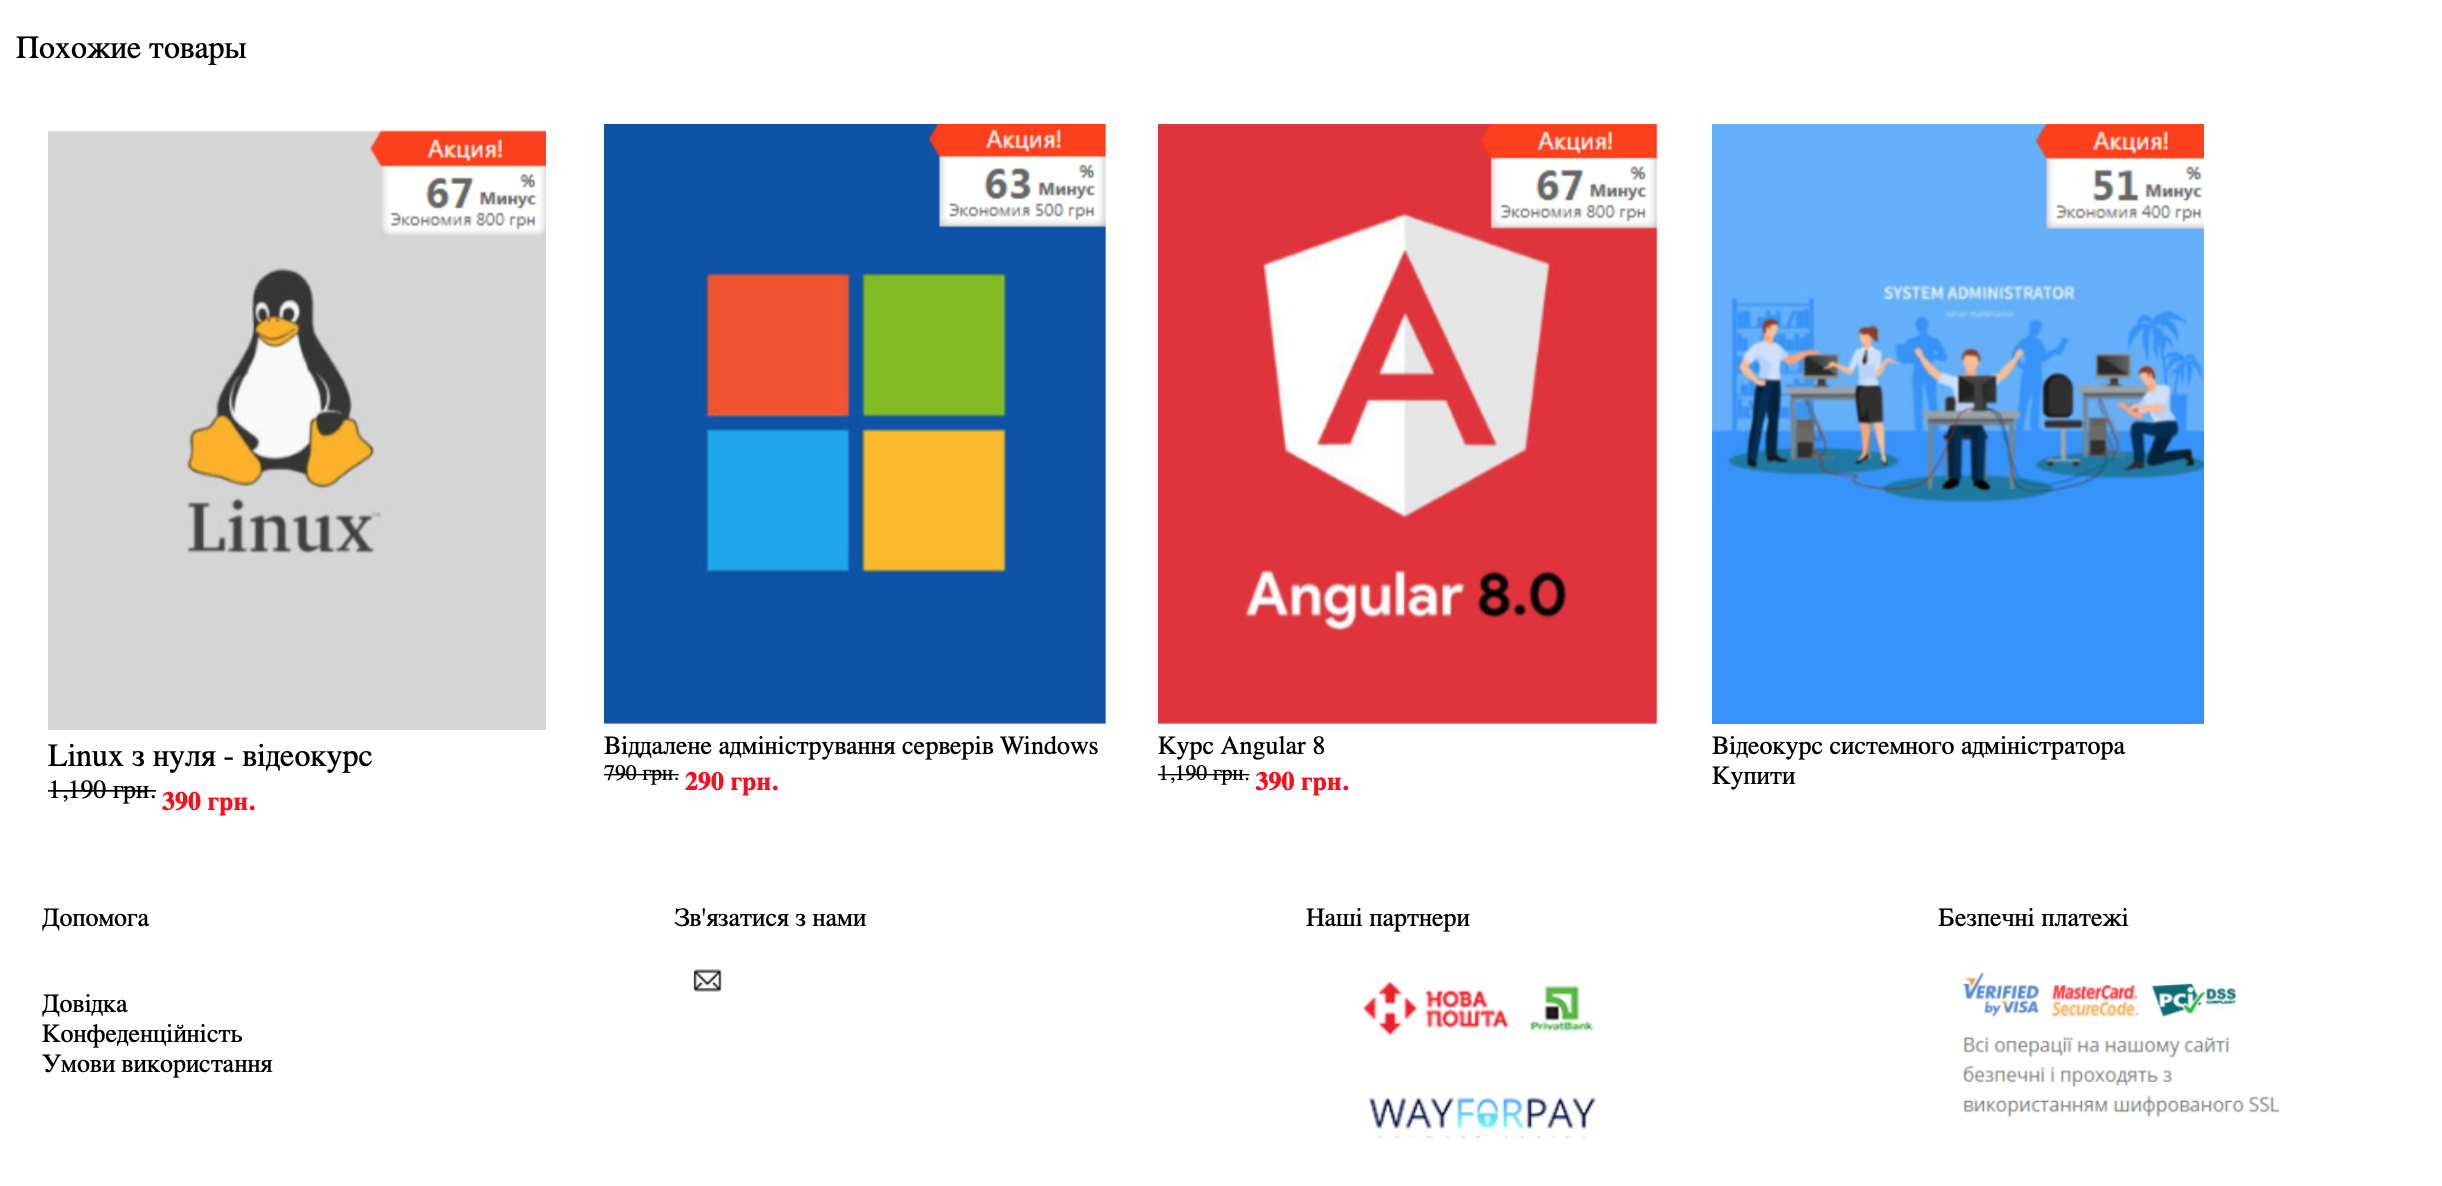 Похожие товары
Акция!
67 % Минус
Экономия 800 грн
Linux
Linux з нуля - відеокурс
1,190 грн. 390 грн.
Акция!
63 % Минус
Экономия 500 грн
Віддалене адміністрування серверів Windows
790 грн. 290 грн.
Акция!
67 % Минус
Экономия 800 грн
Angular 8.0
Курс Angular 8
1,190 грн. 390 грн.
Акция!
51 % Минус
Экономия 400 грн
SYSTEM ADMINISTRATOR
Відеокурс системного адміністратора
Купити
Допомога
Довідка
Конфеденційність
Умови використання
Зв'язатися з нами
Наші партнери
НОВА
ПОШТА
PrivatBank
WAYFORPAY
Безпечні платежі
VERIFIED
by VISA
MasterCard.
SecureCode.
PCI DSS
Всі операції на нашому сайті
безпечні і проходять з
використанням шифрованого SSL